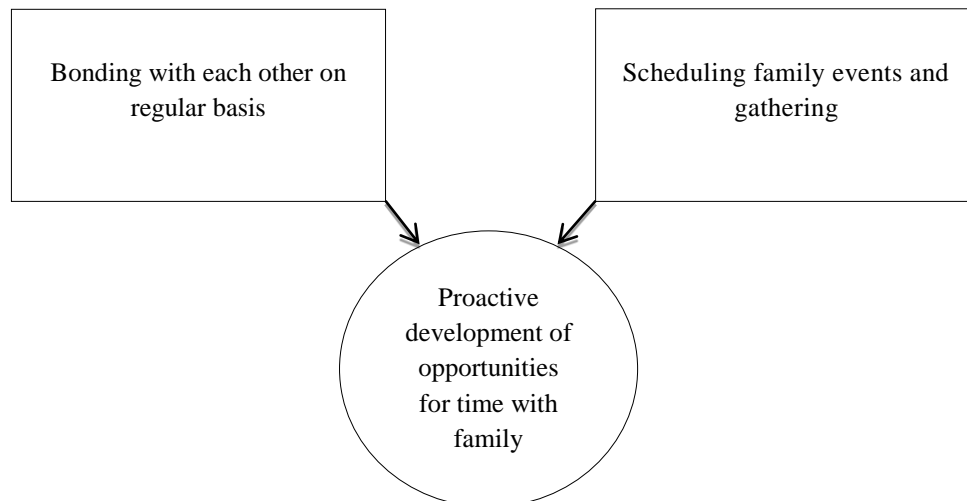 Bonding with each other on
regular basis
Scheduling family events and
gathering
Proactive
development of
opportunities
for time with
family